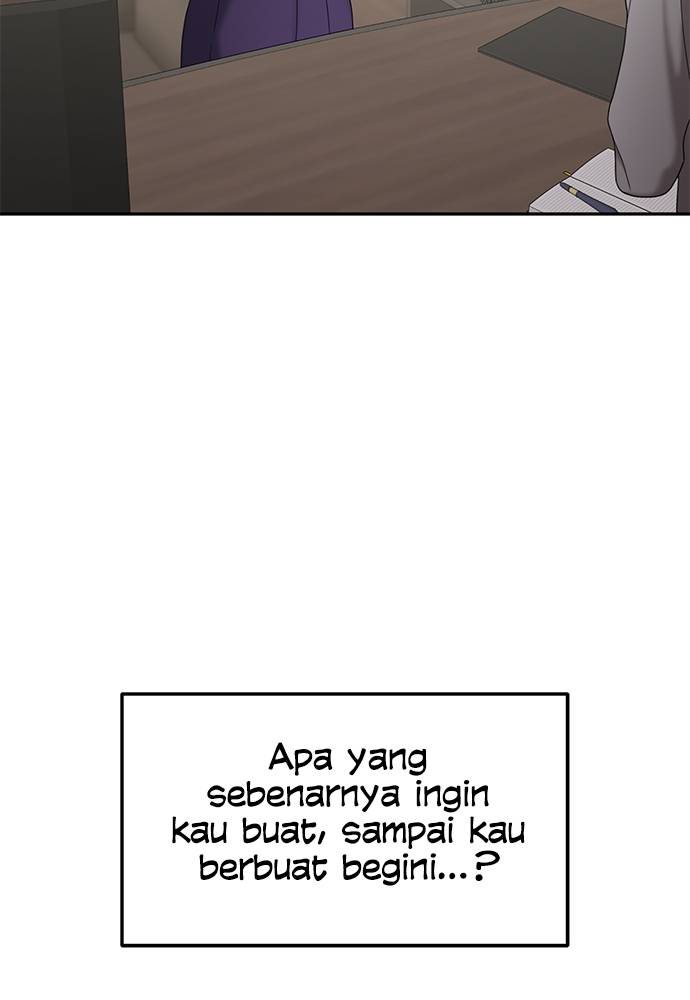 Apa yang
sebenarnya ingin
kau buat, sampai kau
berbuat begini...?